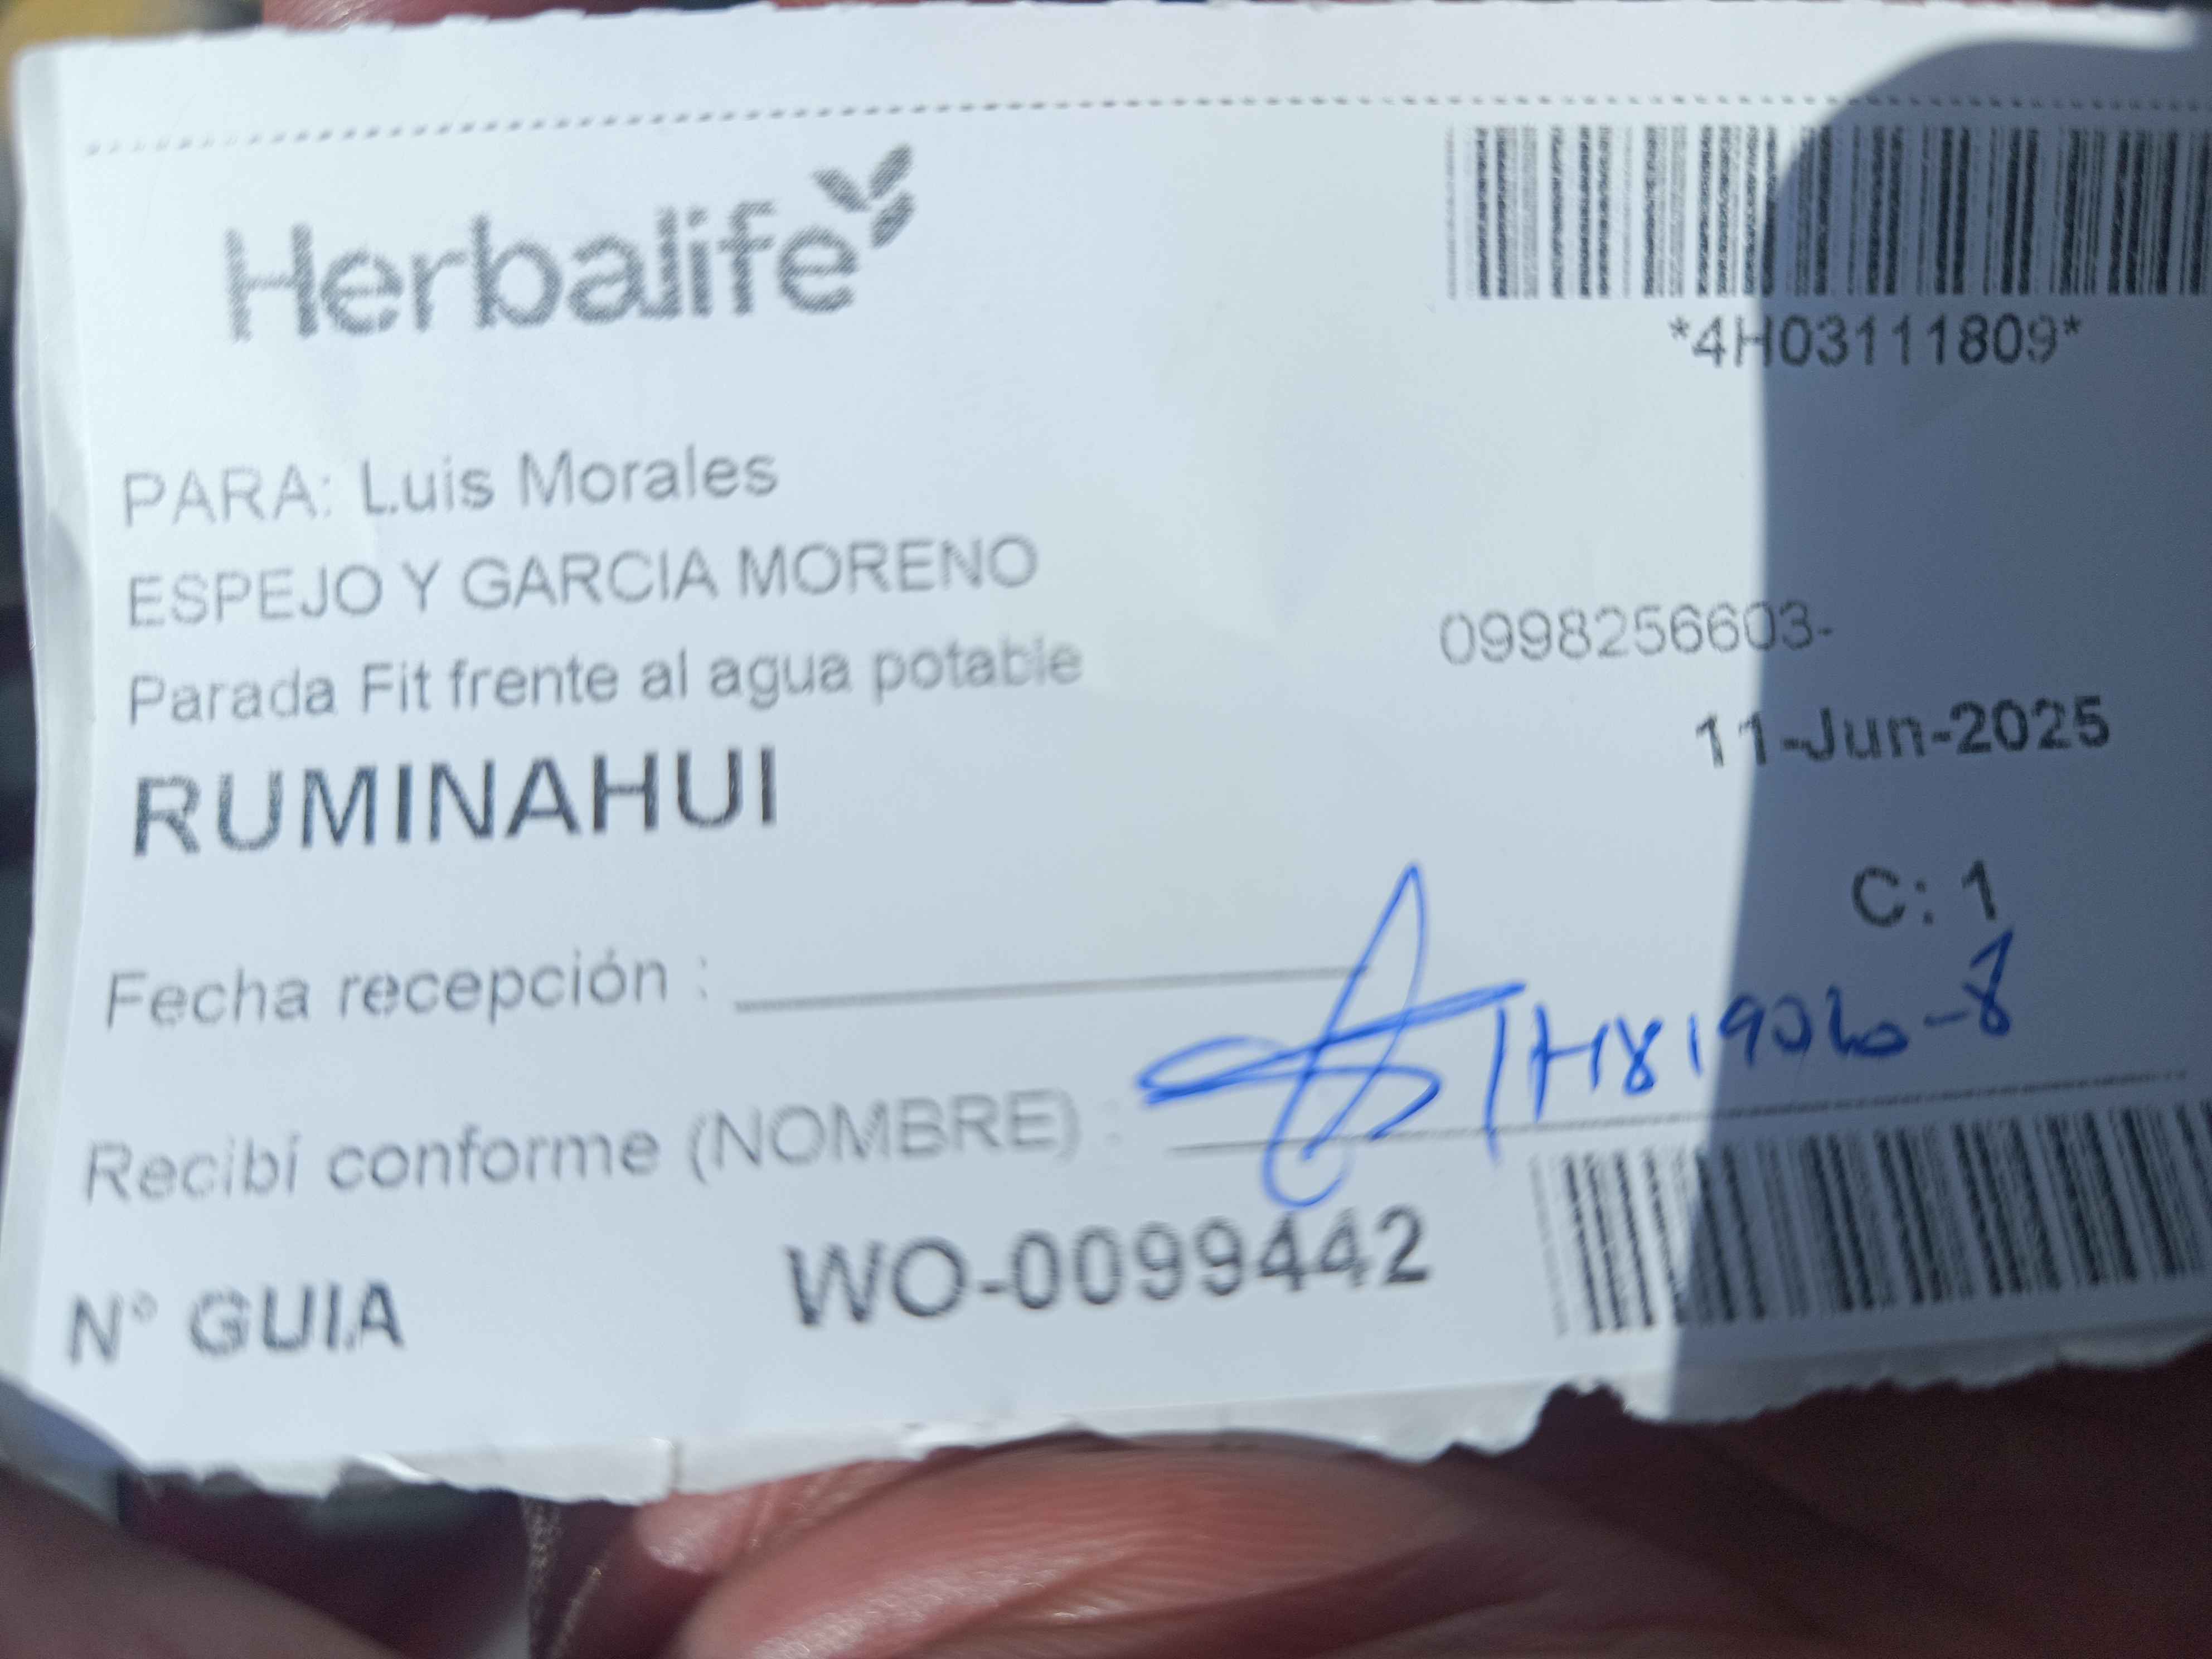 Herbalife
*4H03111809*
PARA: Luis Morales
ESPEJO Y GARCIA MORENO
0998256603-
Parada Fit frente al agua potable
11-Jun-2025
RUMINAHUI
C: 1
Fecha recepción :
Recibí conforme (NOMBRE) :
N° GUIA WO-0099442